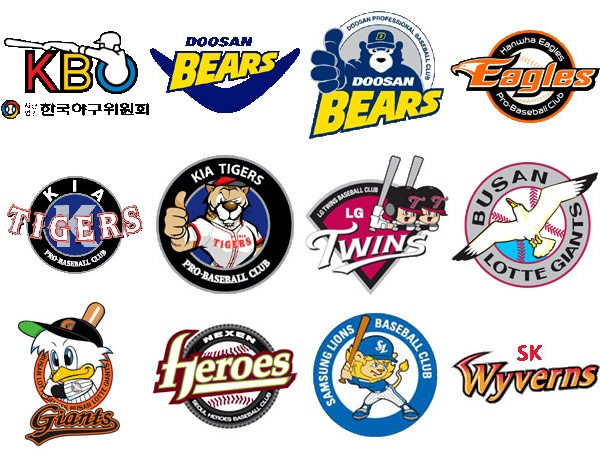 KBO
한국야구위원회
DOOSAN
BEARS
DOOSAN PROFESSIONAL BASEBALL CLUB
D
DOOSAN
BEARS
Hanwha Eagles
Eagles
Pro Baseball Club
KIA
TIGERS
PRO-BASEBALL CLUB
KIA TIGERS
TIGERS
PRO-BASEBALL CLUB
LG TWINS BASEBALL CLUB
LG
T
T
TWINS
BUSAN
LOTTE GIANTS
Giants
NEXEN
Heroes
SEOUL HEROES BASEBALL CLUB
SAMSUNG LIONS BASEBALL CLUB
SL
SK
Wyverns